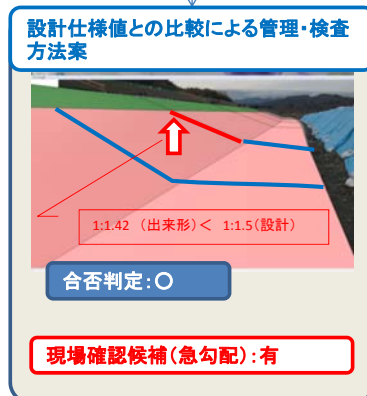 設計仕様値との比較による管理・検査
方法案
1:1.42 （出来形）＜ 1:1.5(設計）
合否判定：〇
現場確認候補（急勾配）：有